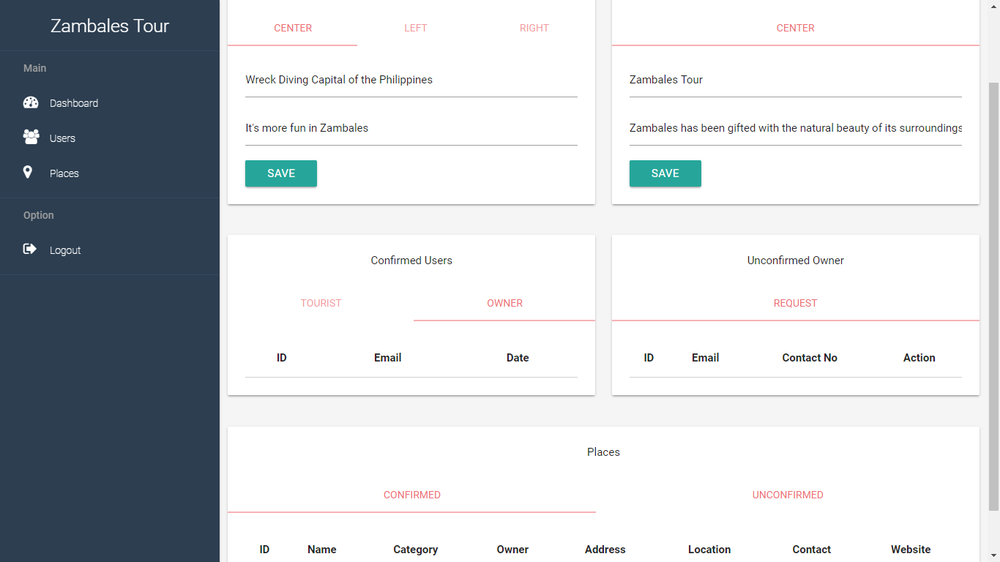 Zambales Tour
Main
Dashboard
Users
Places
Option
Logout
CENTER LEFT RIGHT
Wreck Diving Capital of the Philippines
It's more fun in Zambales
SAVE
CENTER
Zambales Tour
Zambales has been gifted with the natural beauty of its surroundings
SAVE
Confirmed Users
TOURIST OWNER
ID Email Date
Unconfirmed Owner
REQUEST
ID Email Contact No Action
Places
CONFIRMED UNCONFIRMED
ID Name Category Owner Address Location Contact Website